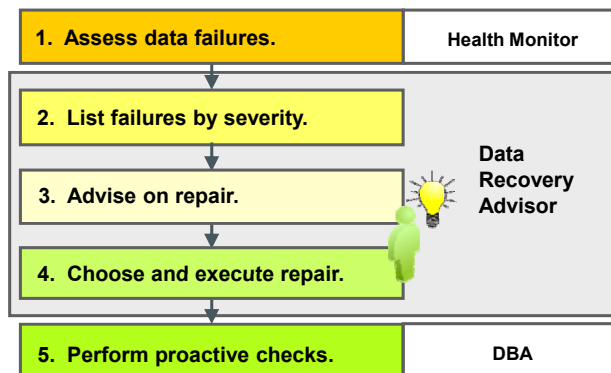 1. Assess data failures.
Health Monitor
2. List failures by severity.
3. Advise on repair.
Data
Recovery
Advisor
4. Choose and execute repair.
5. Perform proactive checks.
DBA